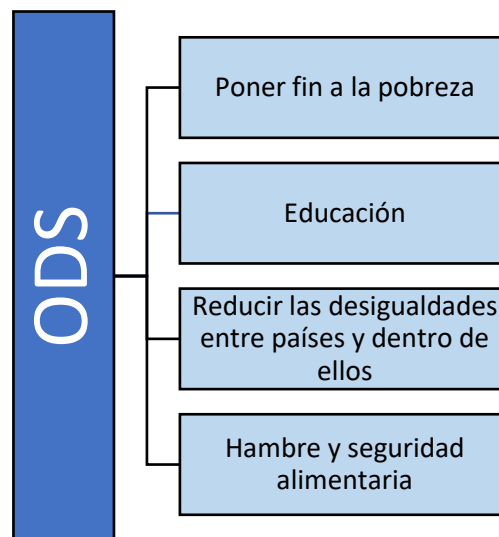 ODS
Poner fin a la pobreza
Educación
Reducir las desigualdades
entre países y dentro de
ellos
Hambre y seguridad
alimentaria